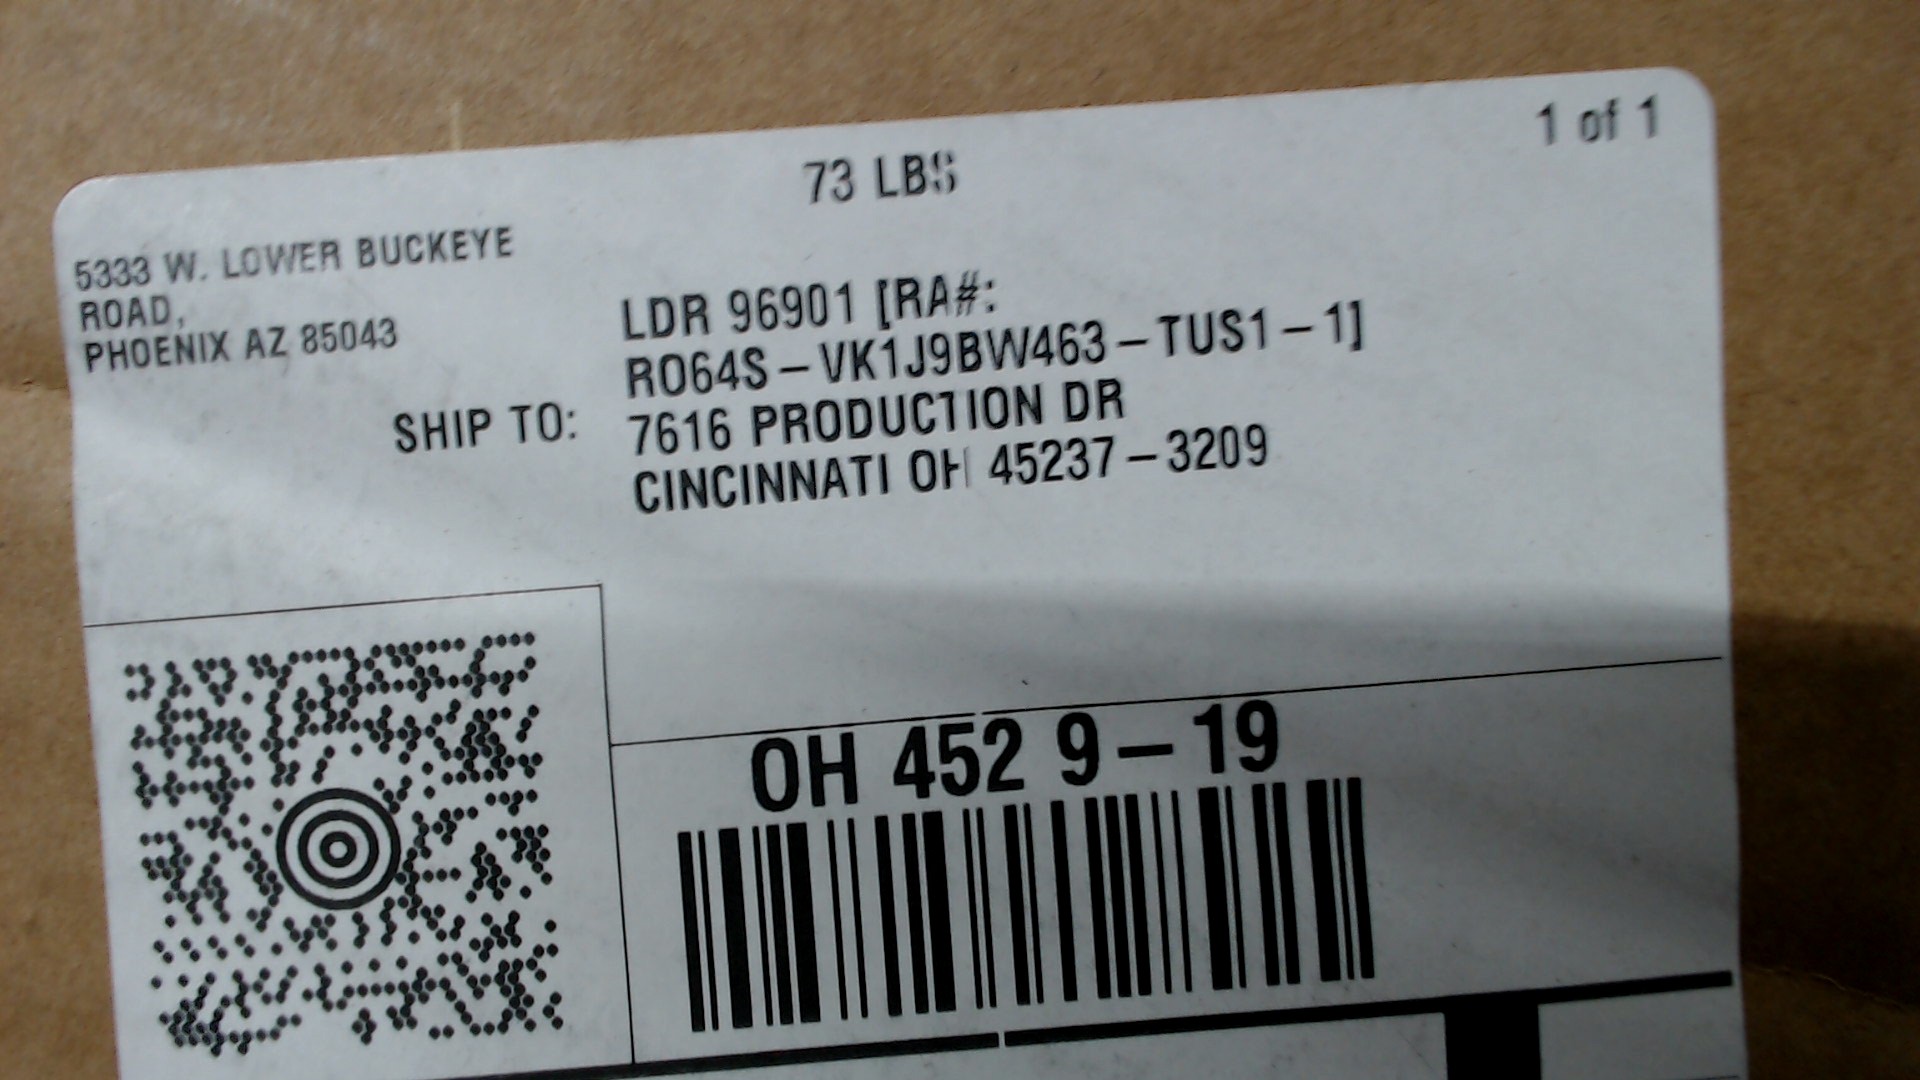 1 of 1
73 LBS
5333 W. LOWER BUCKEYE
ROAD,
PHOENIX AZ 85043
SHIP TO:
LDR 96901 [RA#:
RO64S-VK1J9BW463-TUS1-1]
7616 PRODUCTION DR
CINCINNATI OH 45237-3209
OH 452 9-19